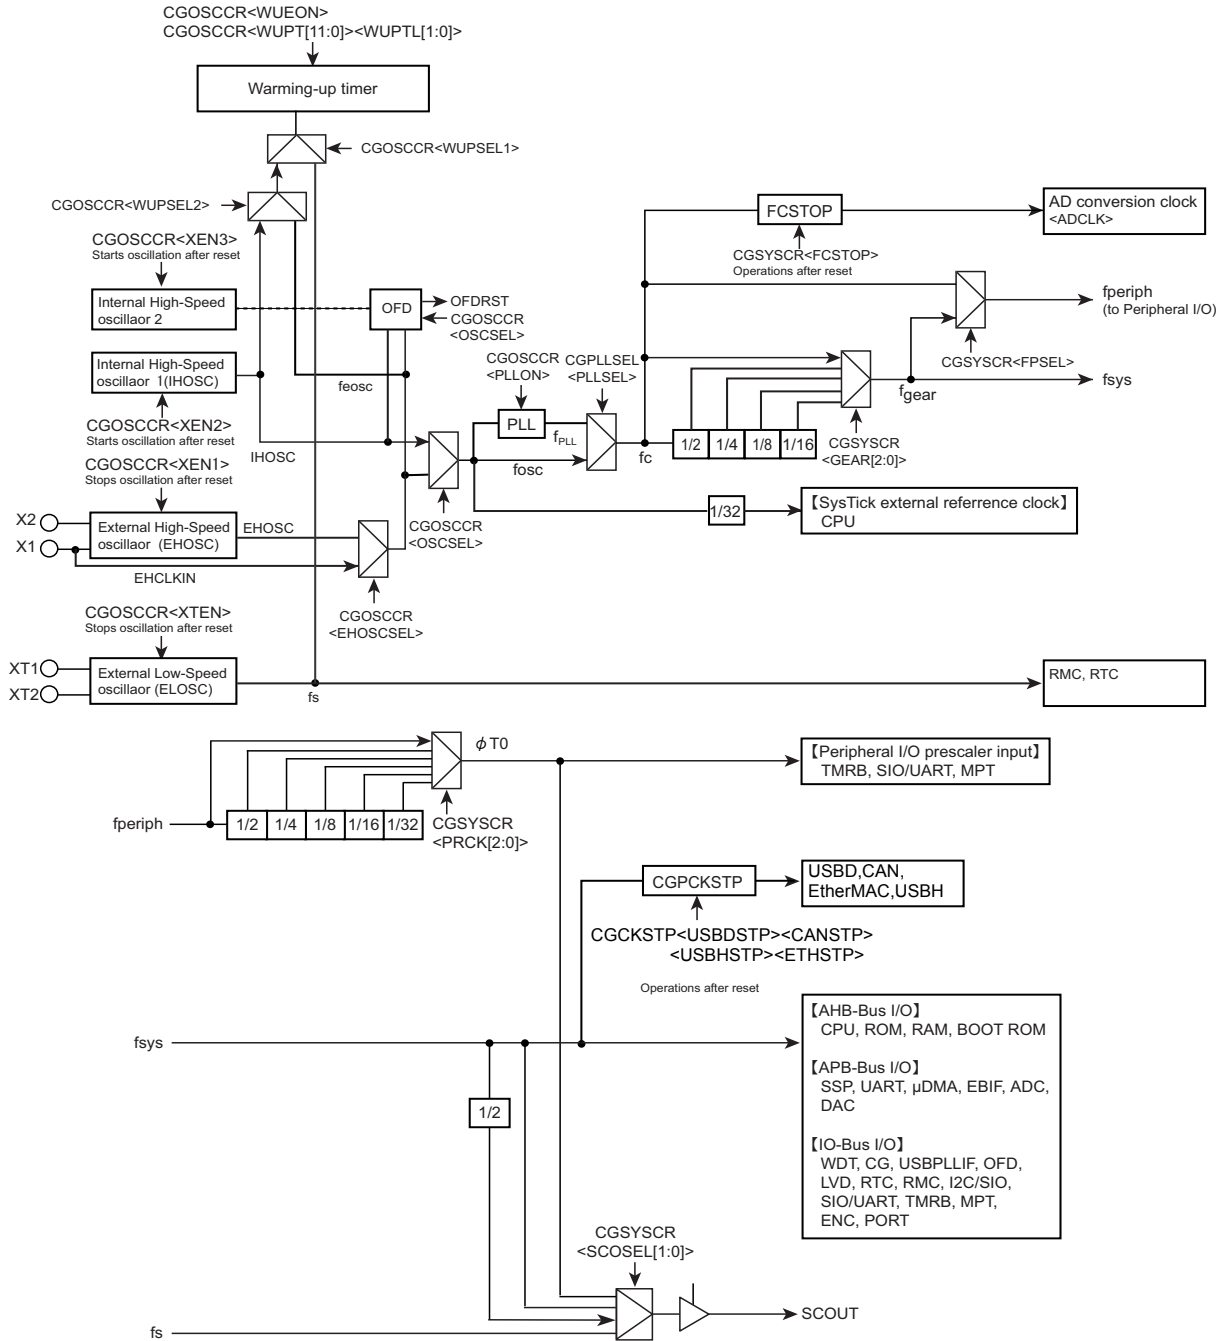 CGOSCCR<WUEON>
CGOSCCR<WUPT[11:0]><WUPTL[1:0]>
Warming-up timer
CGOSCCR<WUPSEL1>
CGOSCCR<WUPSEL2>
CGOSCCR<XEN3>
Starts oscillation after reset
Internal High-Speed
oscillaor 2
OFD
OFDRST
CGOSCCR
<OSCSEL>
FCSTOP
CGSYSCR<FCSTOP>
Operations after reset
AD conversion clock
<ADCLK>
fperiph
(to Peripheral I/O)
CGSYSCR<FPSEL>
fsys
Internal High-Speed
oscillaor 1(IHOSC)
CGOSCCR<XEN2>
Starts oscillation after reset
feosc
CGOSCCR
<PLLON>
CGPLLSEL
<PLLSEL>
PLL
fPLL
fosc
fc
fgear
1/2
1/4
1/8
1/16
CGSYSCR
<GEAR[2:0]>
IHOSC
CGOSCCR<XEN1>
Stops oscillation after reset
X2
X1
External High-Speed
oscillaor (EHOSC)
EHOSC
EHCLKIN
CGOSCCR
<OSCSEL>
CGOSCCR
<EHOSCSEL>
1/32
【SysTick external referrence clock】
CPU
CGOSCCR<XTEN>
Stops oscillation after reset
XT1
XT2
External Low-Speed
oscillaor (ELOSC)
fs
RMC, RTC
ϕT0
【Peripheral I/O prescaler input】
TMRB, SIO/UART, MPT
fperiph
1/2
1/4
1/8
1/16
1/32
CGSYSCR
<PRCK[2:0]>
CGPCKSTP
USBD,CAN,
EtherMAC,USBH
CGCKSTP<USBDSTP><CANSTP>
<USBHSTP><ETHSTP>
Operations after reset
fsys
1/2
【AHB-Bus I/O】
CPU, ROM, RAM, BOOT ROM
【APB-Bus I/O】
SSP, UART, µDMA, EBIF, ADC,
DAC
【IO-Bus I/O】
WDT, CG, USBPLLIF, OFD,
LVD, RTC, RMC, I2C/SIO,
SIO/UART, TMRB, MPT,
ENC, PORT
CGSYSCR
<SCOSEL[1:0]>
SCOUT
fs